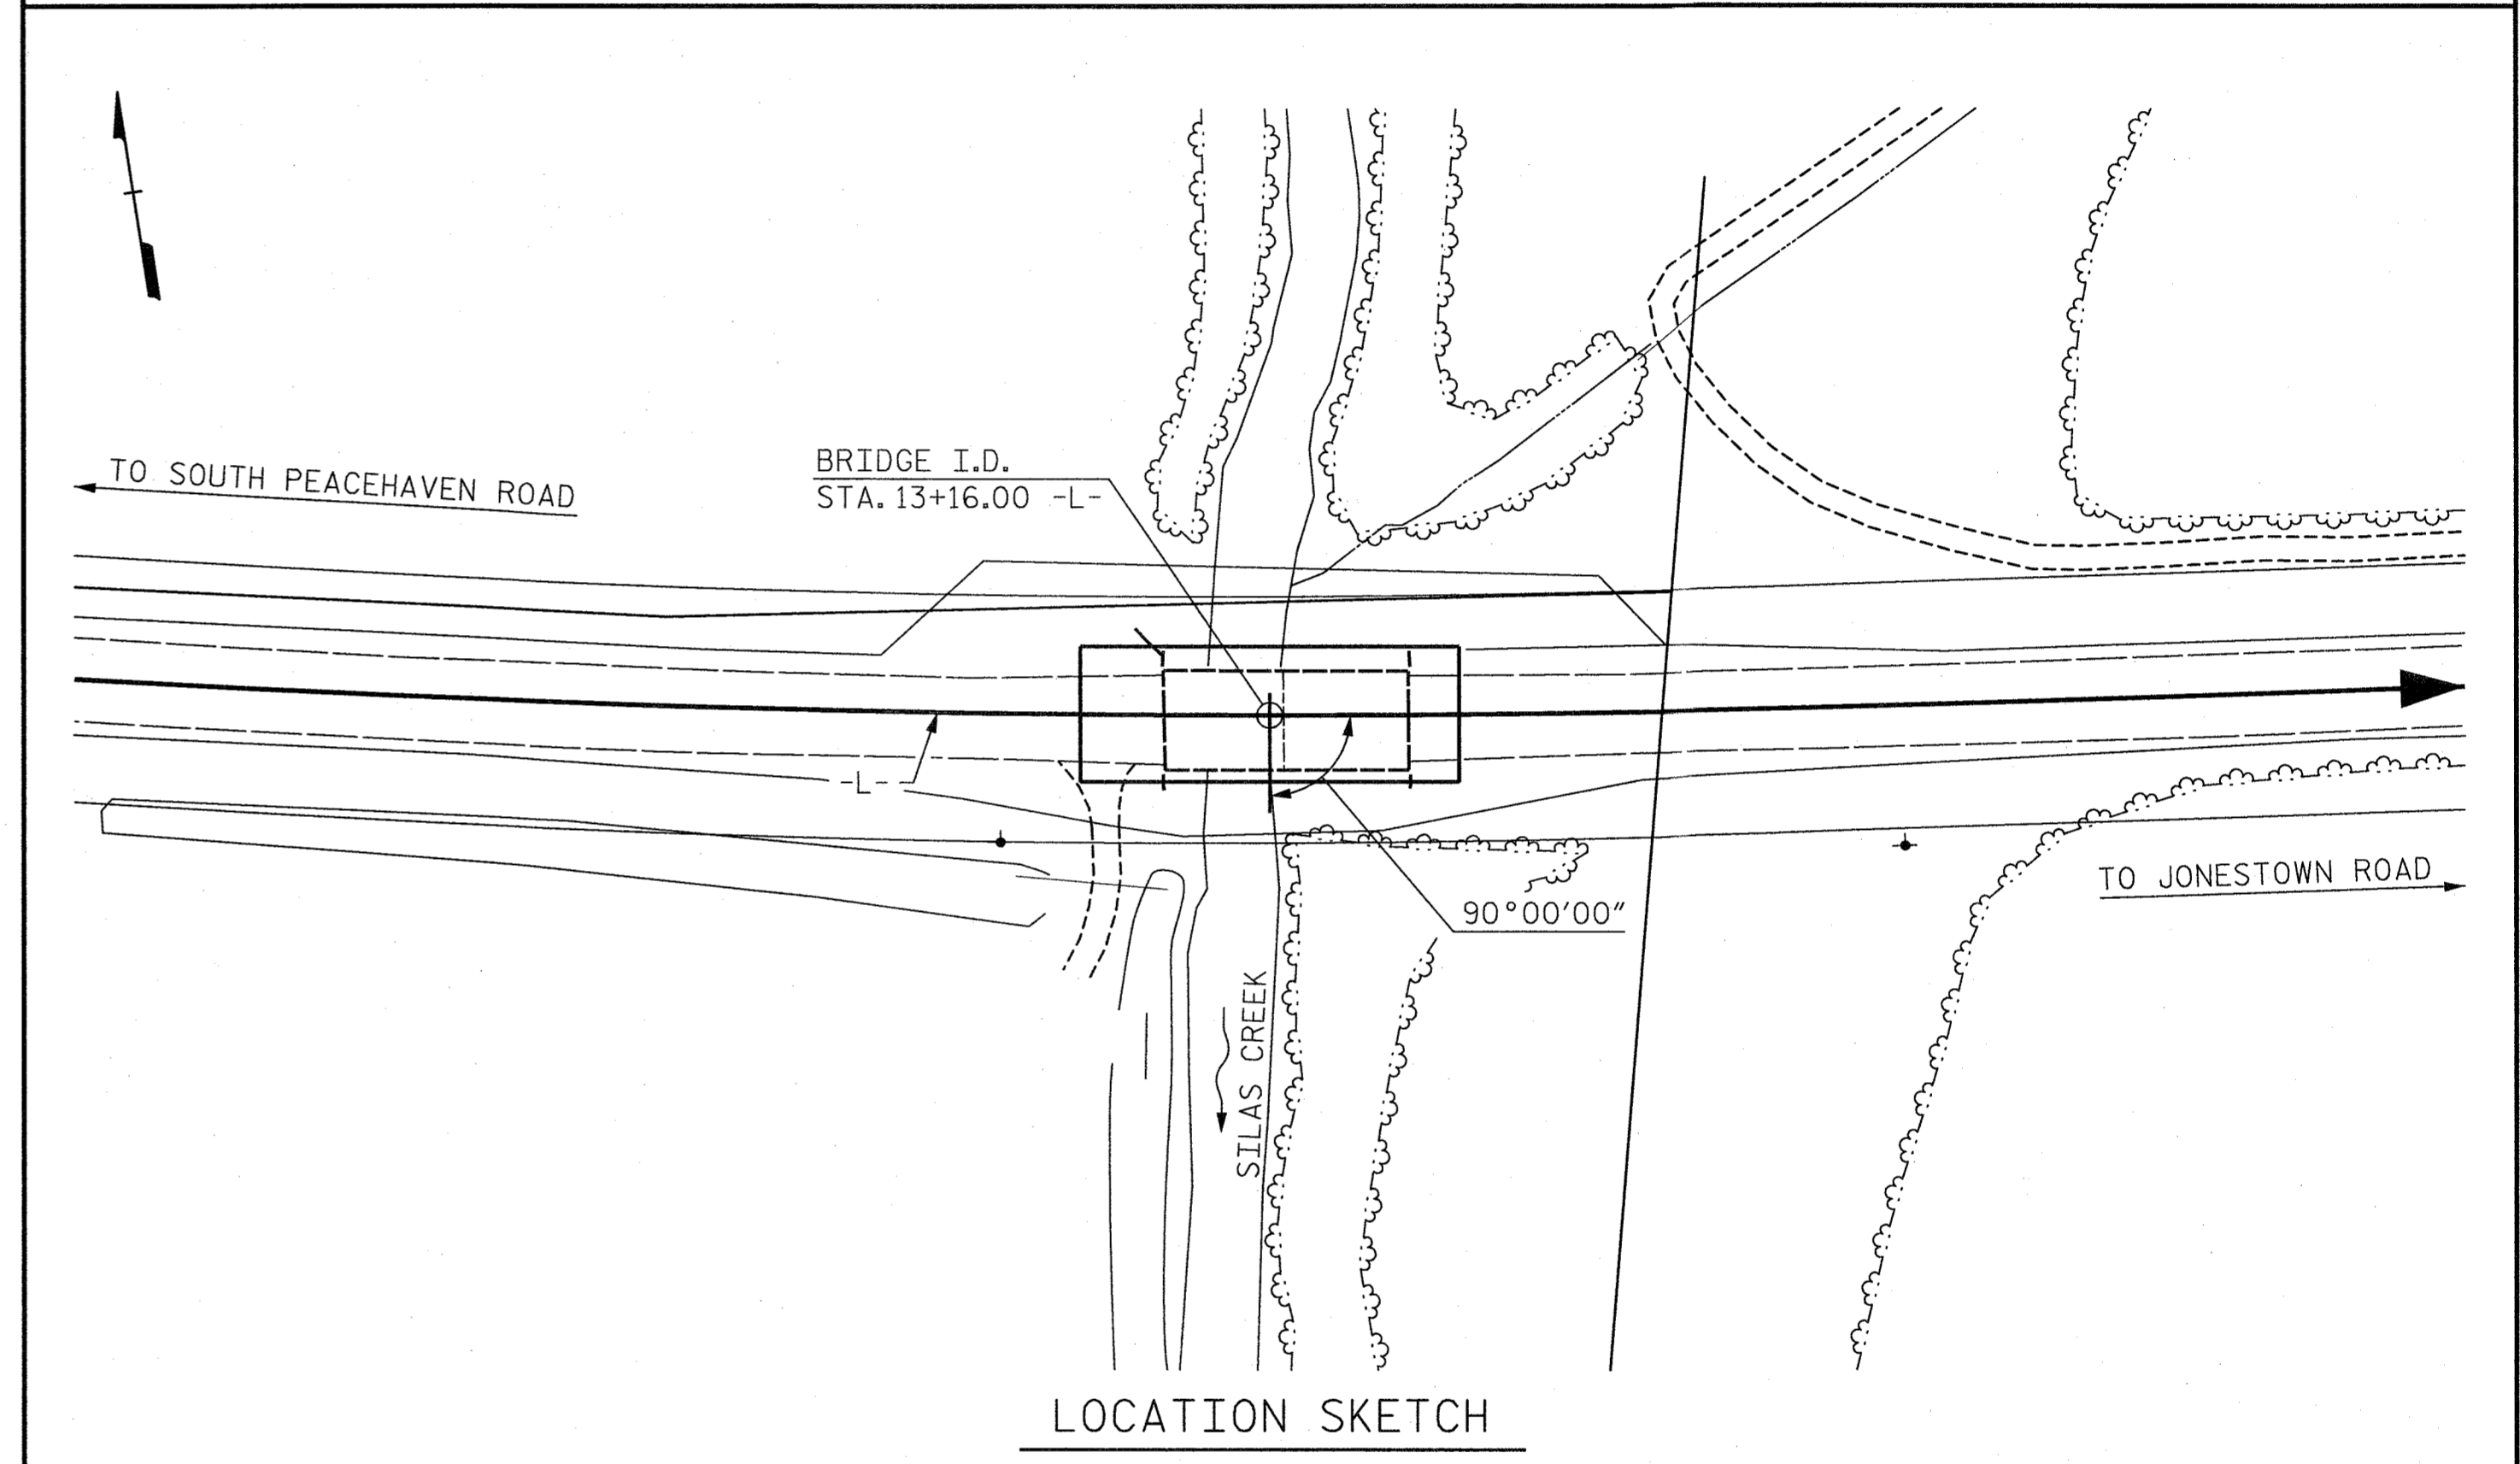 TO SOUTH PEACEHAVEN ROAD
BRIDGE I.D.
STA. 13+16.00 -L-
-L-
TO JONESTOWN ROAD
90°00'00"
SILAS CREEK
LOCATION SKETCH